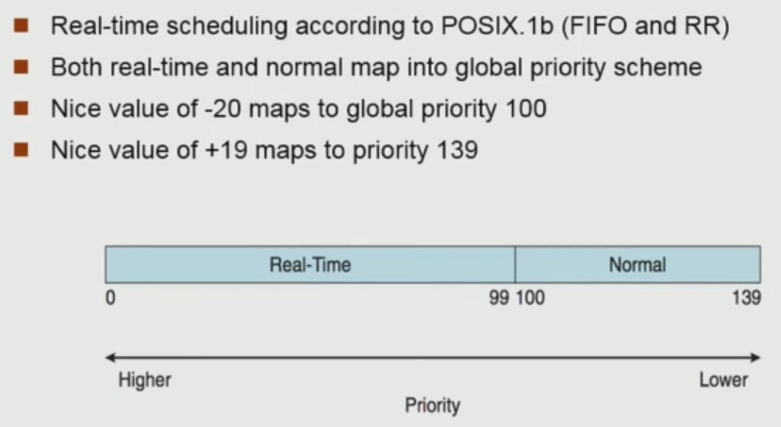 Real-time scheduling according to POSIX.1b (FIFO and RR)
Both real-time and normal map into global priority scheme
Nice value of -20 maps to global priority 100
Nice value of +19 maps to priority 139
Real-Time Normal
0 99 100 139
Higher Lower
Priority